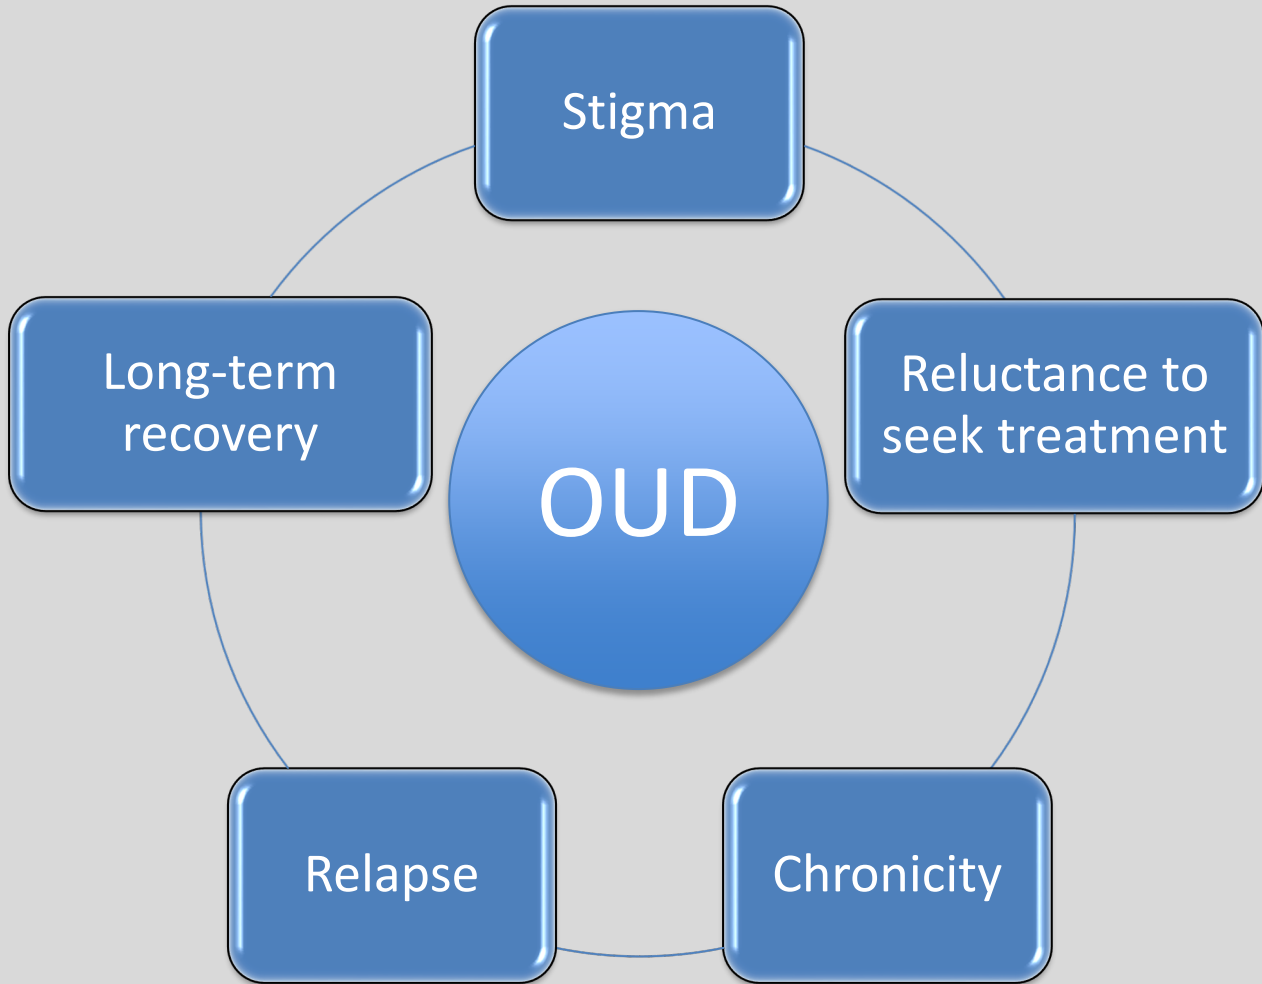 Stigma
Reluctance to
seek treatment
Chronicity
Relapse
Long-term
recovery
OUD